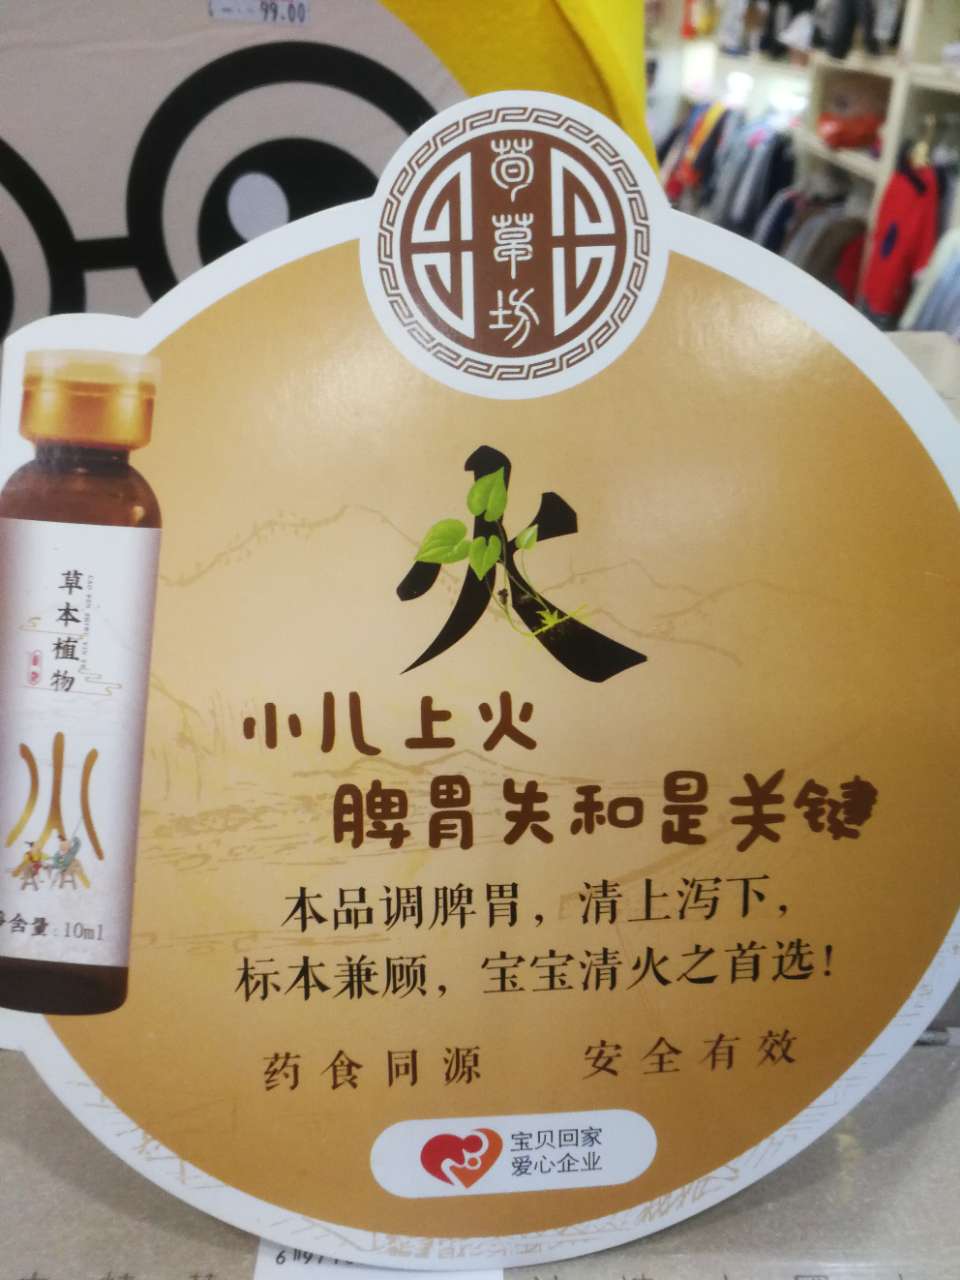 99.00
荀草坊
火
小儿上火
脾胃失和是关键
本品调脾胃，清上泻下，
标本兼顾，宝宝清火之首选！
药食同源 安全有效
宝贝回家
爱心企业
草本植物
含量:10ml